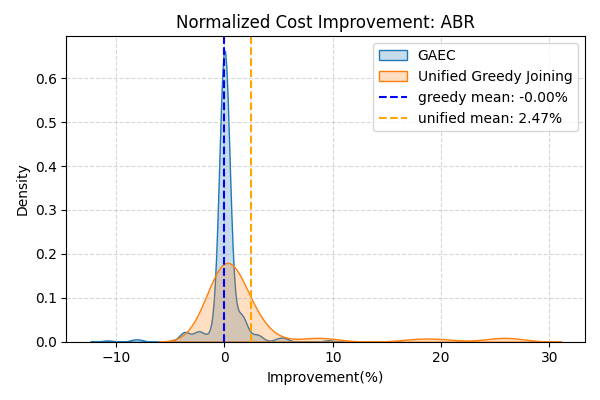 Normalized Cost Improvement: ABR
GAEC
Unified Greedy Joining
greedy mean: -0.00%
unified mean: 2.47%
Density
0.6
0.5
0.4
0.3
0.2
0.1
0.0
−10
0
10
20
30
Improvement(%)